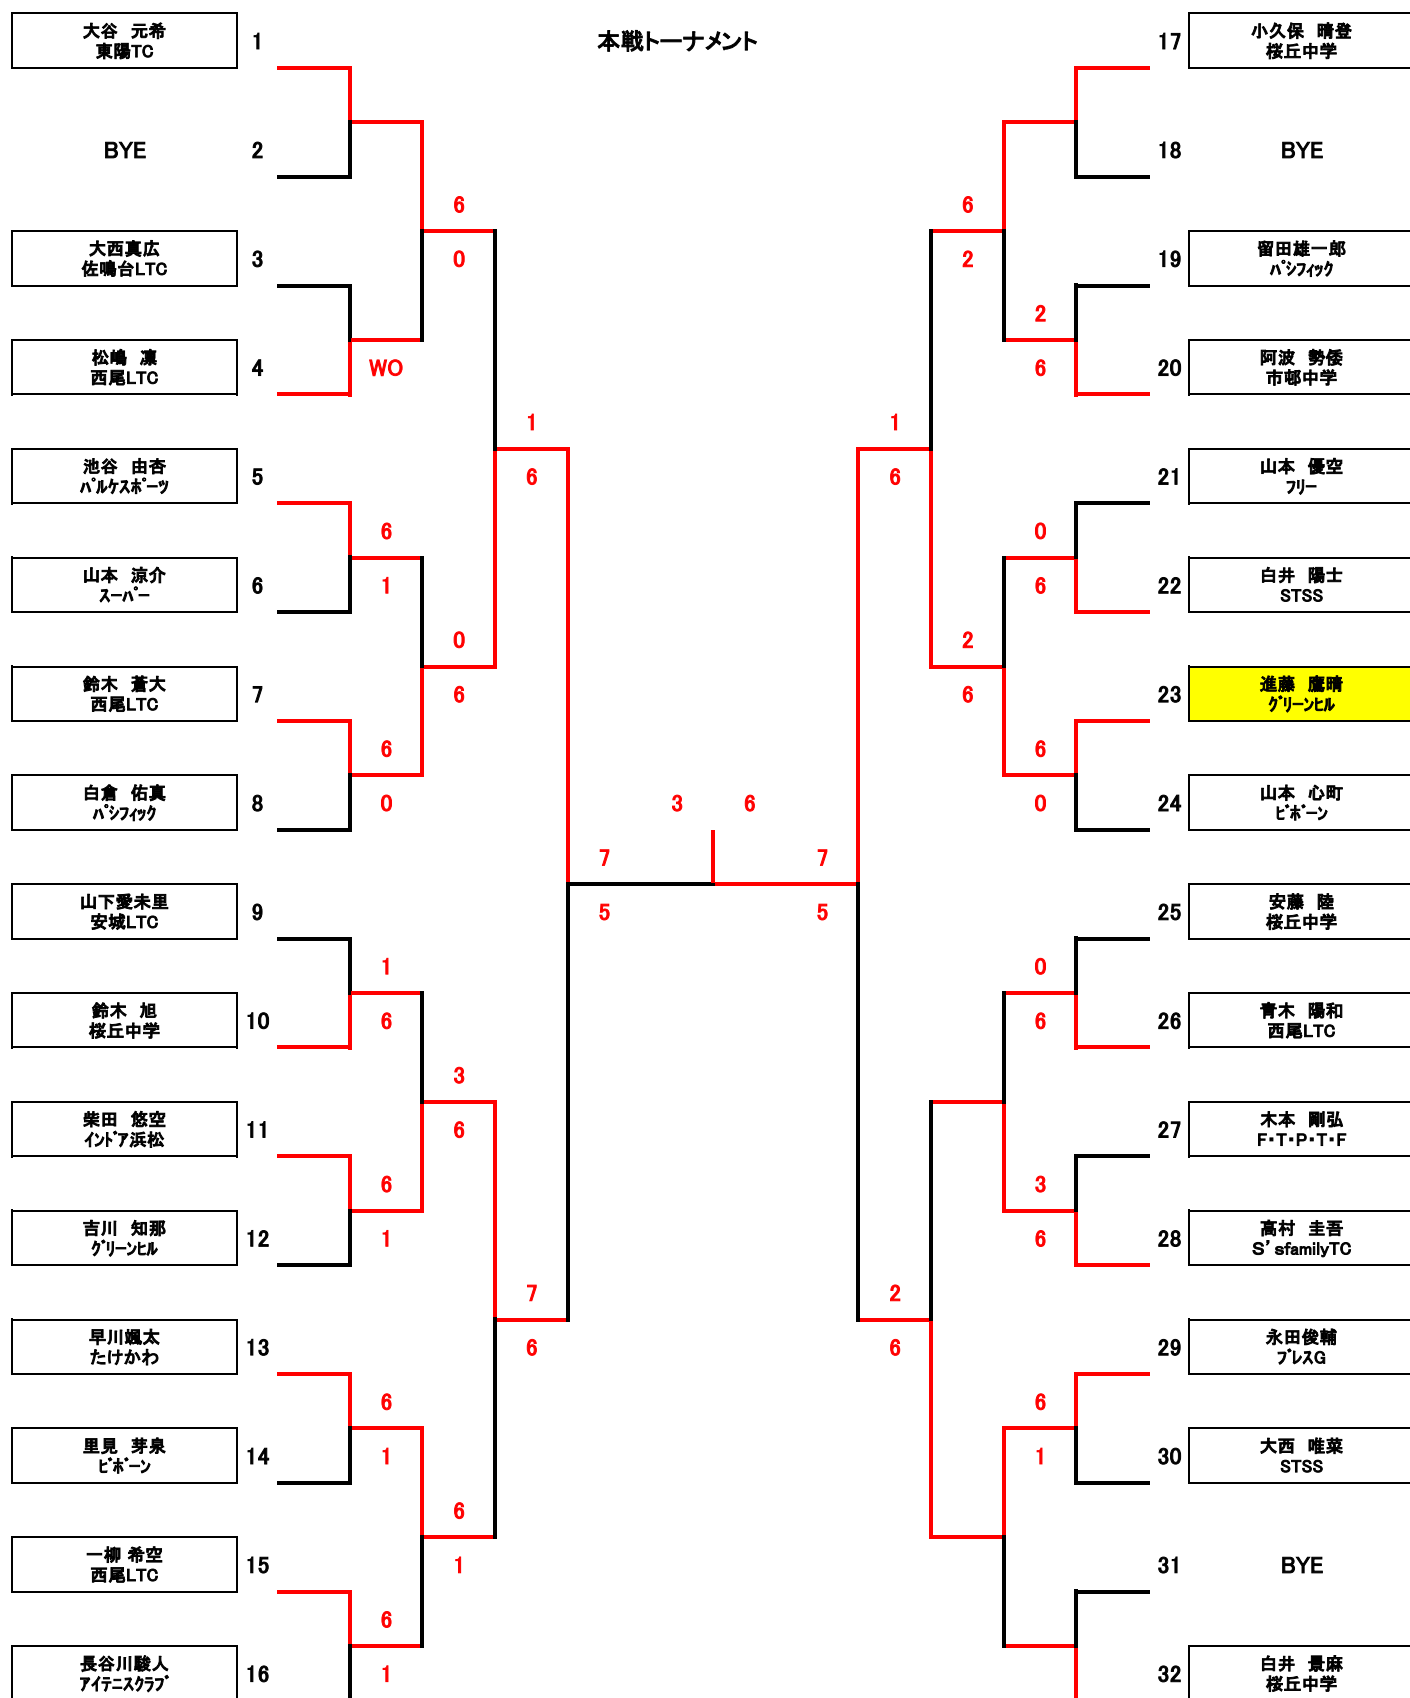 本戦トーナメント
大谷 元希
東陽TC
1
BYE
2
6
0
大西真広
佐鳴台LTC
3
松嶋 凛
西尾LTC
4
WO
1
6
池谷 由杏
ﾊﾟﾙｹｽﾎﾟｰﾂ
5
6
1
山本 涼介
ｽｰﾊﾟｰ
6
0
6
鈴木 蒼大
西尾LTC
7
6
0
白倉 佑真
ﾊﾟｼﾌｨｯｸ
8
7
5
山下愛未里
安城LTC
9
1
6
鈴木 旭
桜丘中学
10
3
6
柴田 悠空
ｲﾝﾄﾞｱ浜松
11
6
1
吉川 知那
ｸﾞﾘｰﾝﾋﾙ
12
7
6
早川颯太
たけかわ
13
6
1
里見 芽泉
ﾋﾟﾎﾞｰﾝ
14
6
1
一柳 希空
西尾LTC
15
6
1
長谷川駿人
ｱｲﾃﾆｽｸﾗﾌﾞ
16
3 6
17
小久保 晴登
桜丘中学
18
BYE
6
2
19
留田雄一郎
ﾊﾟｼﾌｨｯｸ
2
6
20
阿波 勢倭
市邨中学
1
6
21
山本 優空
ﾌﾘｰ
0
6
22
白井 陽士
STSS
2
6
23
進藤 鷹晴
ｸﾞﾘｰﾝﾋﾙ
6
0
24
山本 心町
ﾋﾟﾎﾞｰﾝ
7
5
25
安藤 陸
桜丘中学
0
6
26
青木 陽和
西尾LTC
27
木本 剛弘
F・T・P・T・F
3
6
28
高村 圭吾
S’sfamilyTC
2
6
29
永田俊輔
ﾌﾞﾚｽG
6
1
30
大西 唯菜
STSS
31
BYE
32
白井 景麻
桜丘中学